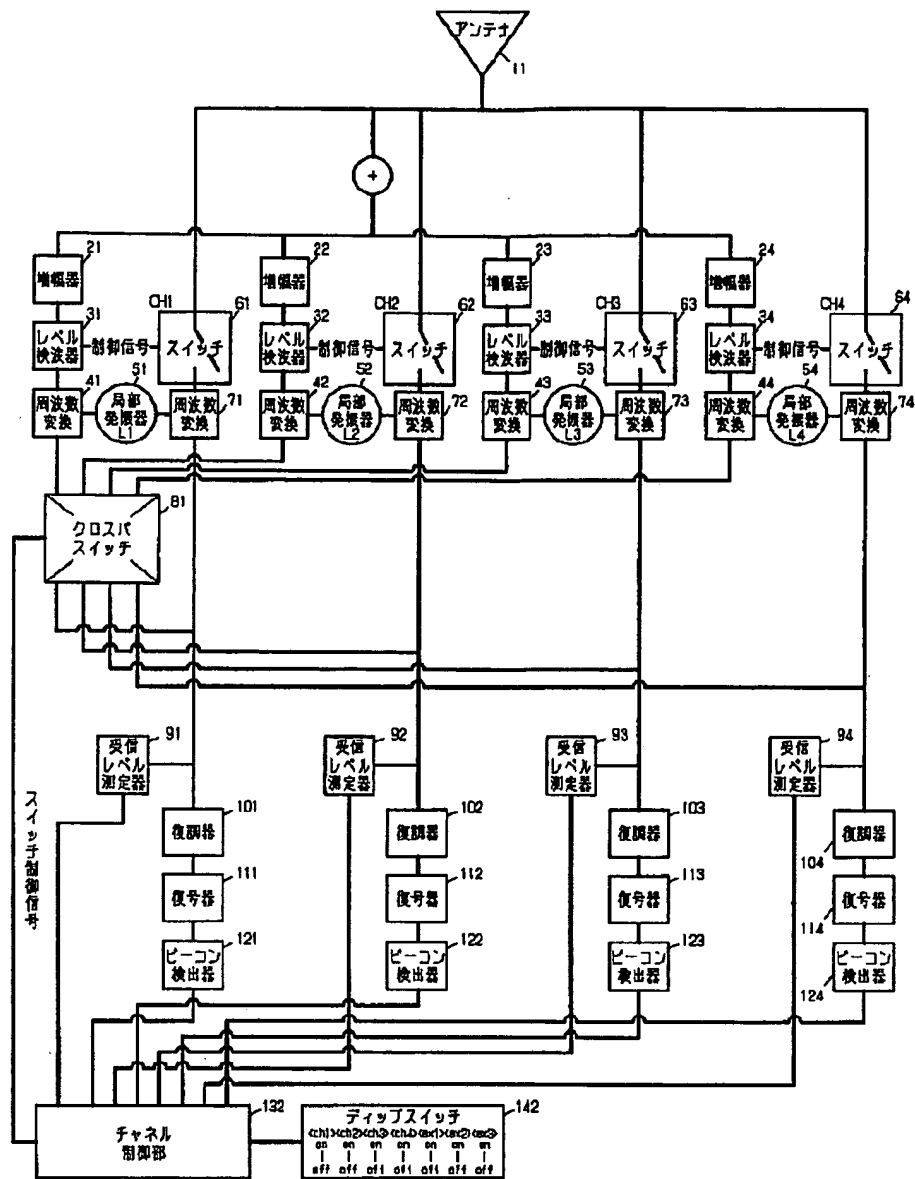 アンテナ
11
+
21
増幅器
22
増幅器
23
増幅器
24
増幅器
31
レベル
検波器
制御信号
CH1
61
スイッチ
32
レベル
検波器
制御信号
CH2
62
スイッチ
33
レベル
検波器
制御信号
CH3
63
スイッチ
34
レベル
検波器
制御信号
CH4
64
スイッチ
41
周波数
変換
51
局部
発振器
L1
71
周波数
変換
42
周波数
変換
52
局部
発振器
L2
72
周波数
変換
43
周波数
変換
53
局部
発振器
L3
73
周波数
変換
44
周波数
変換
54
局部
発振器
L4
74
周波数
変換
81
クロスバ
スイッチ
スイッチ制御信号
91
受信
レベル
測定器
92
受信
レベル
測定器
93
受信
レベル
測定器
94
受信
レベル
測定器
101
復調器
102
復調器
103
復調器
104
復調器
111
復号器
112
復号器
113
復号器
114
復号器
121
ビーコン
検出器
122
ビーコン
検出器
123
ビーコン
検出器
124
ビーコン
検出器
132
チャネル
制御部
142
ディップスイッチ
<ch1><ch2><ch3><ch4><ex1><ex2><ex3>
on on on on on on on
| | | | | | |
off off off off off off off